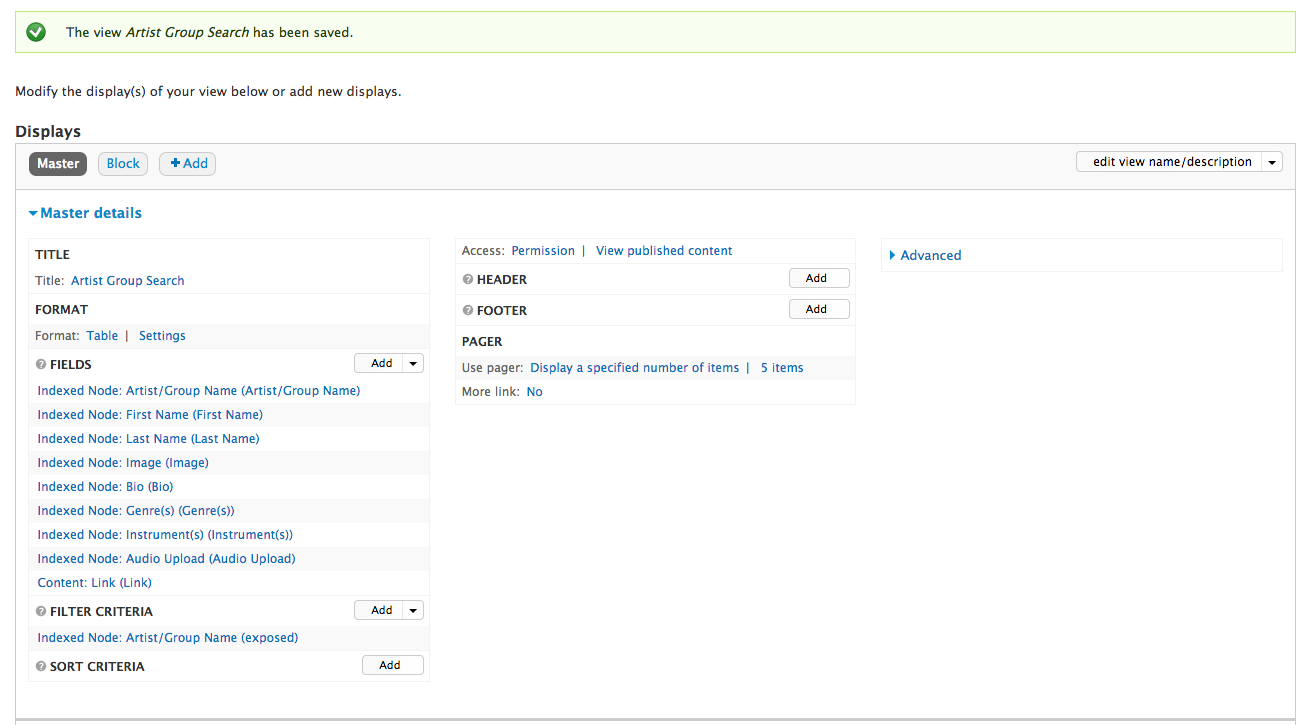 The view Artist Group Search has been saved.
Modify the display(s) of your view below or add new displays.
Displays
Master
Block
+ Add
edit view name/description
Master details
TITLE
Title: Artist Group Search
FORMAT
Format: Table | Settings
FIELDS
Add
Indexed Node: Artist/Group Name (Artist/Group Name)
Indexed Node: First Name (First Name)
Indexed Node: Last Name (Last Name)
Indexed Node: Image (Image)
Indexed Node: Bio (Bio)
Indexed Node: Genre(s) (Genre(s))
Indexed Node: Instrument(s) (Instrument(s))
Indexed Node: Audio Upload (Audio Upload)
Content: Link (Link)
FILTER CRITERIA
Add
Indexed Node: Artist/Group Name (exposed)
SORT CRITERIA
Add
Access: Permission | View published content
HEADER
Add
FOOTER
Add
PAGER
Use pager: Display a specified number of items | 5 items
More link: No
Advanced